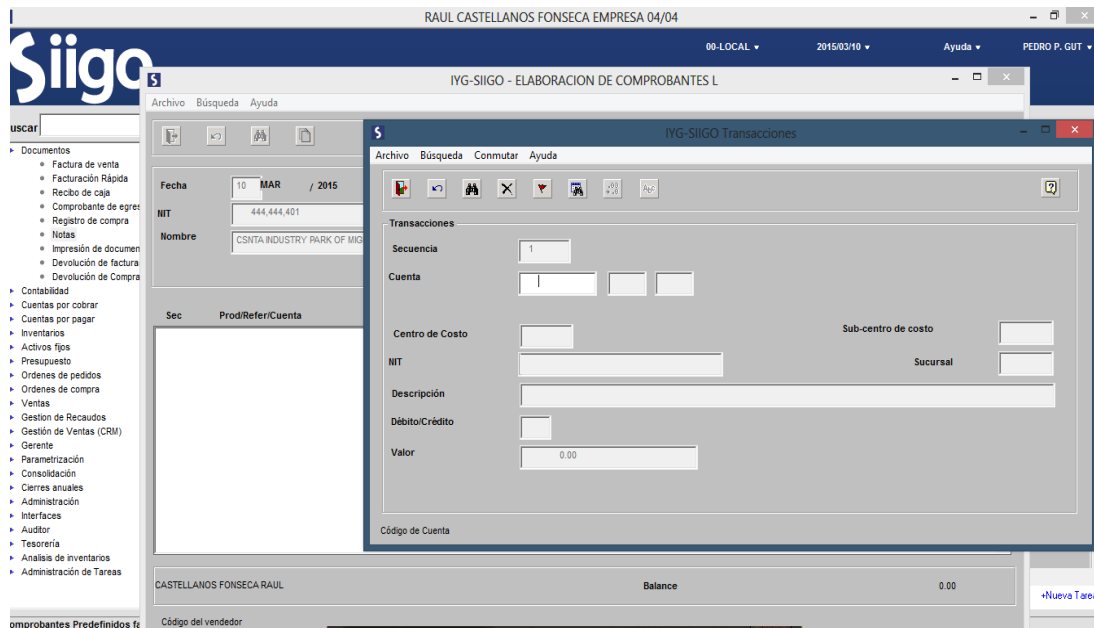 RAUL CASTELLANOS FONSECA EMPRESA 04/04
Siigo
00-LOCAL
2015/03/10
Ayuda
PEDRO P. GUT
IYG-SIIGO - ELABORACION DE COMPROBANTES L
Archivo Búsqueda Ayuda
uscar
Documentos
Factura de venta
Facturación Rápida
Recibo de caja
Comprobante de egres
Registro de compra
Notas
Impresión de documen
Devolución de factura
Devolución de Compra
Contabilidad
Cuentas por cobrar
Cuentas por pagar
Inventarios
Activos fijos
Presupuesto
Ordenes de pedidos
Ordenes de compra
Ventas
Gestion de Recaudos
Gestión de Ventas (CRM)
Gerente
Parametrización
Consolidación
Cierres anuales
Administración
Interfaces
Auditor
Tesorería
Analisis de inventarios
Administración de Tareas
omprobantes Predefinidos fa
Fecha 10 MAR / 2015
NIT 444,444,401
Nombre CSNTA INDUSTRY PARK OF MIG
Sec Prod/Refer/Cuenta
IYG-SIIGO Transacciones
Archivo Búsqueda Conmutar Ayuda
Transacciones
Secuencia 1
Cuenta
Centro de Costo
Sub-centro de costo
NIT
Sucursal
Descripción
Débito/Crédito
Valor 0.00
Código de Cuenta
CASTELLANOS FONSECA RAUL
Balance 0.00
Código del vendedor
+Nueva Tarea